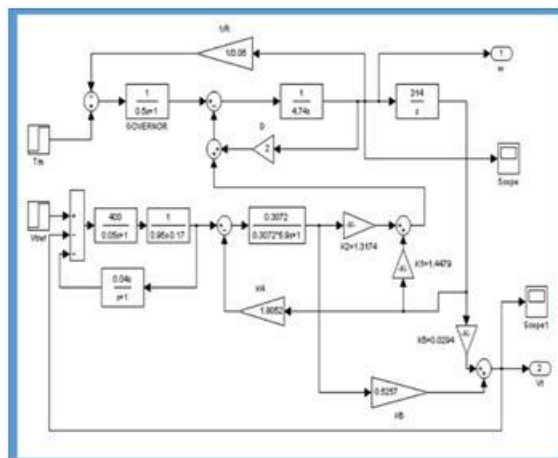 1/R
1/0.05
1
w
1
0.5s+1
GOVERNOR
1
4.74s
314
s
D
2
Tm
Scope
Vtref
400
0.05s+1
1
0.95s-0.17
0.3072
0.3072*5.9s+1
K2=1.3174
K1=1.4479
0.04s
s+1
K4
1.8052
K5=0.0294
Scope1
2
Vt
0.5257
K6